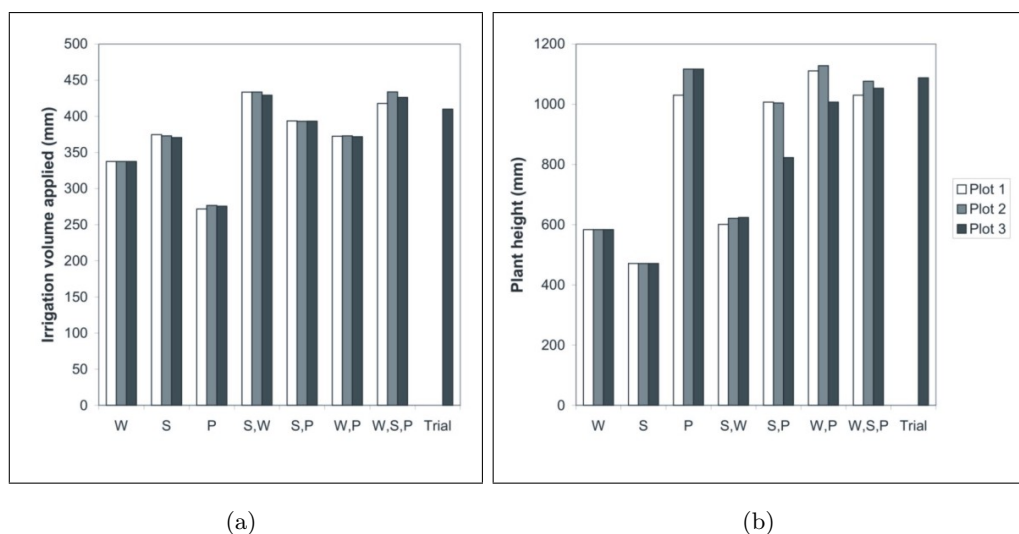 Irrigation volume applied (mm)
500
450
400
350
300
250
200
150
100
50
0
W S P S,W S,P W,P W,S,P Trial
Plant height (mm)
1200
1000
800
600
400
200
0
W S P S,W S,P W,P W,S,P Trial
Plot 1
Plot 2
Plot 3
(a)
(b)